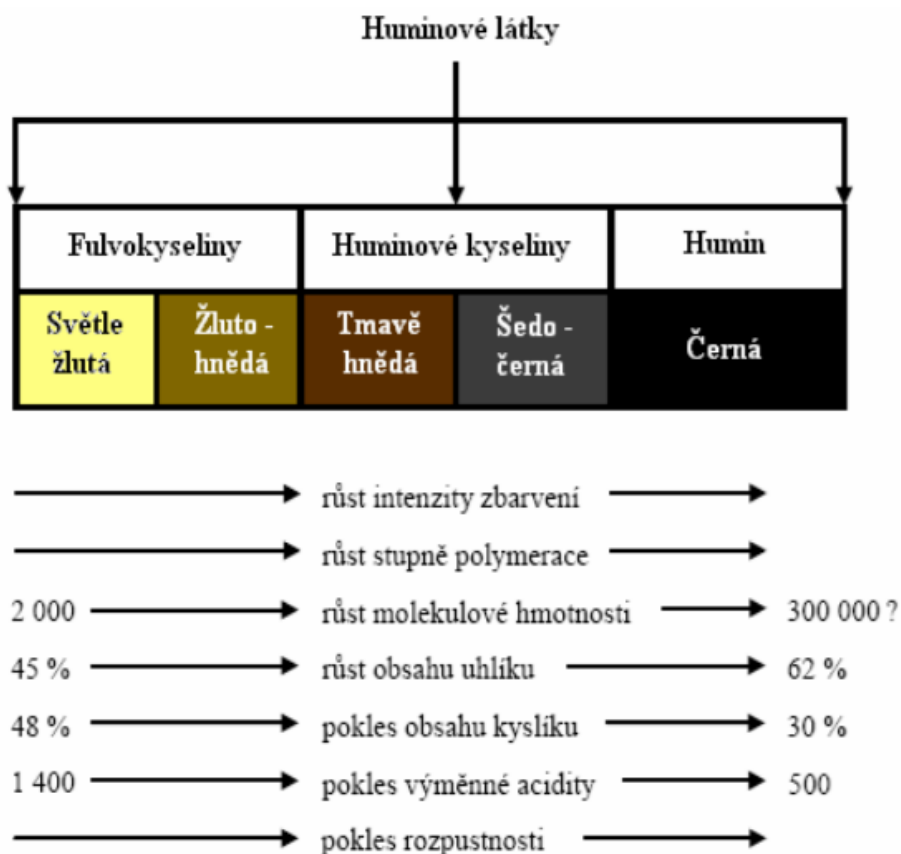 Huminové látky
Fulvokyseliny
Huminové kyseliny
Humin
Světle
žlutá
Žluto -
hnědá
Tmavě
hnědá
Šedo -
černá
Černá
růst intenzity zbarvení
růst stupně polymerace
2 000 růst molekulové hmotnosti 300 000 ?
45 % růst obsahu uhlíku 62 %
48 % pokles obsahu kyslíku 30 %
1 400 pokles výměnné acidity 500
pokles rozpustnosti